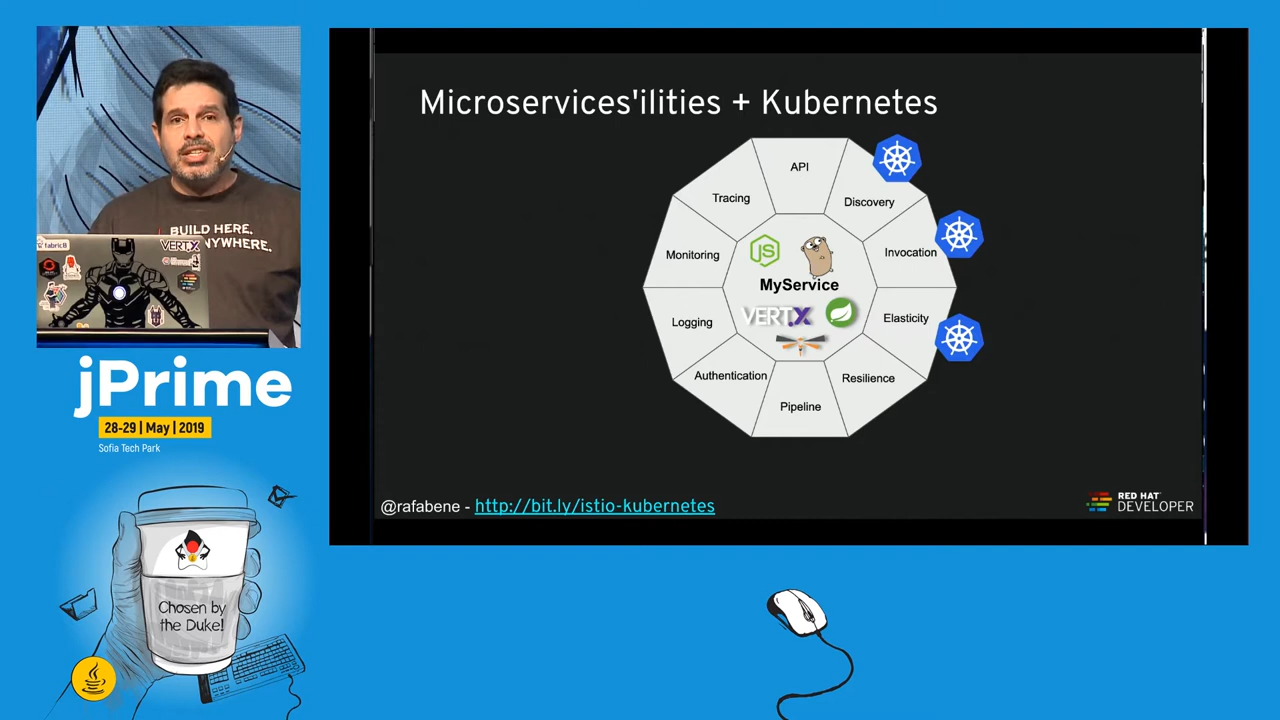 Microservices'ilities + Kubernetes
API
Tracing
Discovery
Monitoring
Invocation
MyService
VERT.X
Logging
Elasticity
Authentication
Resilience
Pipeline
@rafabene - http://bit.ly/istio-kubernetes
RED HAT
DEVELOPER
BUILD HERE.
YWHERE.
fabric8
VERT.X
jPrime
28-29 | May | 2019
Sofia Tech Park
Chosen by
the Duke!